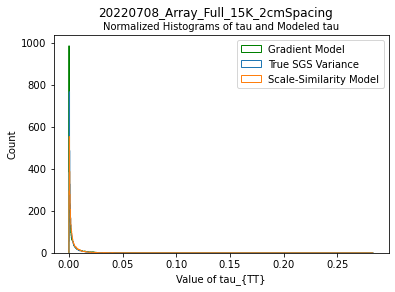 20220708_Array_Full_15K_2cmSpacing
Normalized Histograms of tau and Modeled tau
1000
800
600
400
200
0
Count
Gradient Model
True SGS Variance
Scale-Similarity Model
0.00 0.05 0.10 0.15 0.20 0.25
Value of tau_{TT}